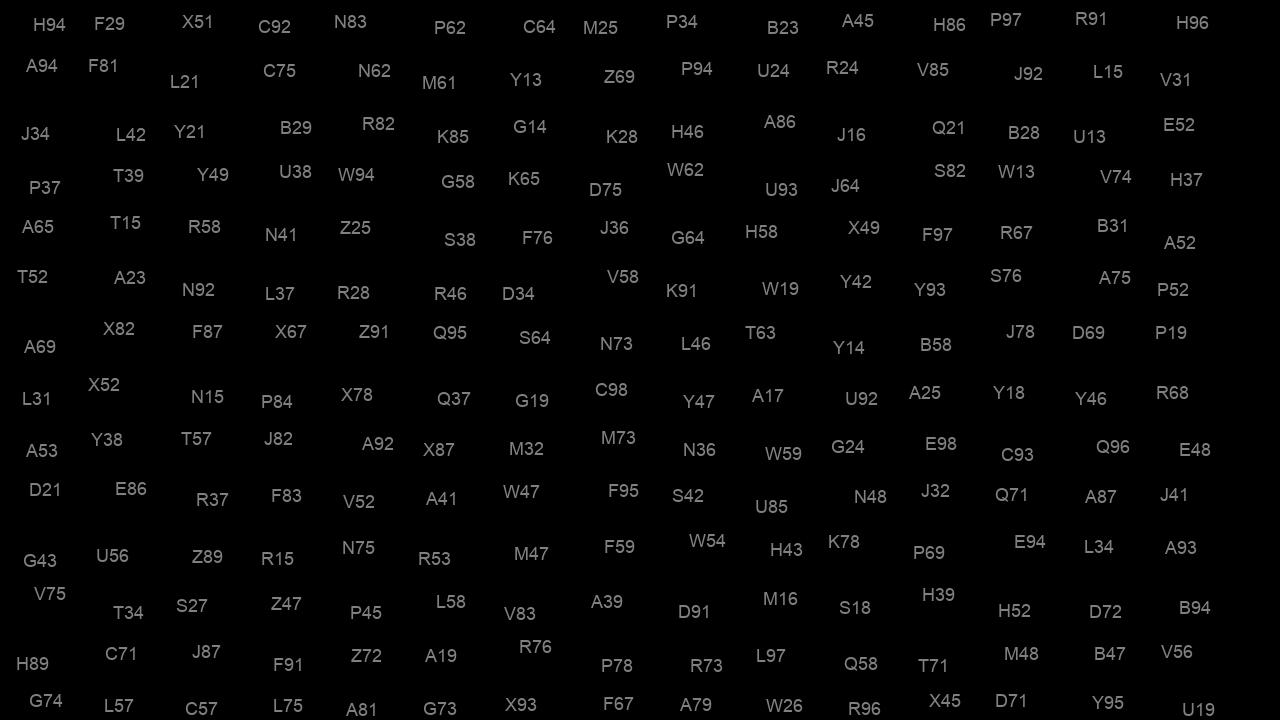 H94 F29 X51 C92 N83 P62 C64 M25 P34 B23 A45 H86 P97 R91 H96
A94 F81 L21 C75 N62 M61 Y13 Z69 P94 U24 R24 V85 J92 L15 V31
J34 L42 Y21 B29 R82 K85 G14 K28 H46 A86 J16 Q21 B28 U13 E52
P37 T39 Y49 U38 W94 G58 K65 D75 W62 U93 J64 S82 W13 V74 H37
A65 T15 R58 N41 Z25 S38 F76 J36 G64 H58 X49 F97 R67 B31 A52
T52 A23 N92 L37 R28 R46 D34 V58 K91 W19 Y42 Y93 S76 A75 P52
A69 X82 F87 X67 Z91 Q95 S64 N73 L46 T63 Y14 B58 J78 D69 P19
L31 X52 N15 P84 X78 Q37 G19 C98 Y47 A17 U92 A25 Y18 Y46 R68
A53 Y38 T57 J82 A92 X87 M32 M73 N36 W59 G24 E98 C93 Q96 E48
D21 E86 R37 F83 V52 A41 W47 F95 S42 U85 N48 J32 Q71 A87 J41
G43 U56 Z89 R15 N75 R53 M47 F59 W54 H43 K78 P69 E94 L34 A93
V75 T34 S27 Z47 P45 L58 V83 A39 D91 M16 S18 H39 H52 D72 B94
H89 C71 J87 F91 Z72 A19 R76 P78 R73 L97 Q58 T71 M48 B47 V56
G74 L57 C57 L75 A81 G73 X93 F67 A79 W26 R96 X45 D71 Y95 U19